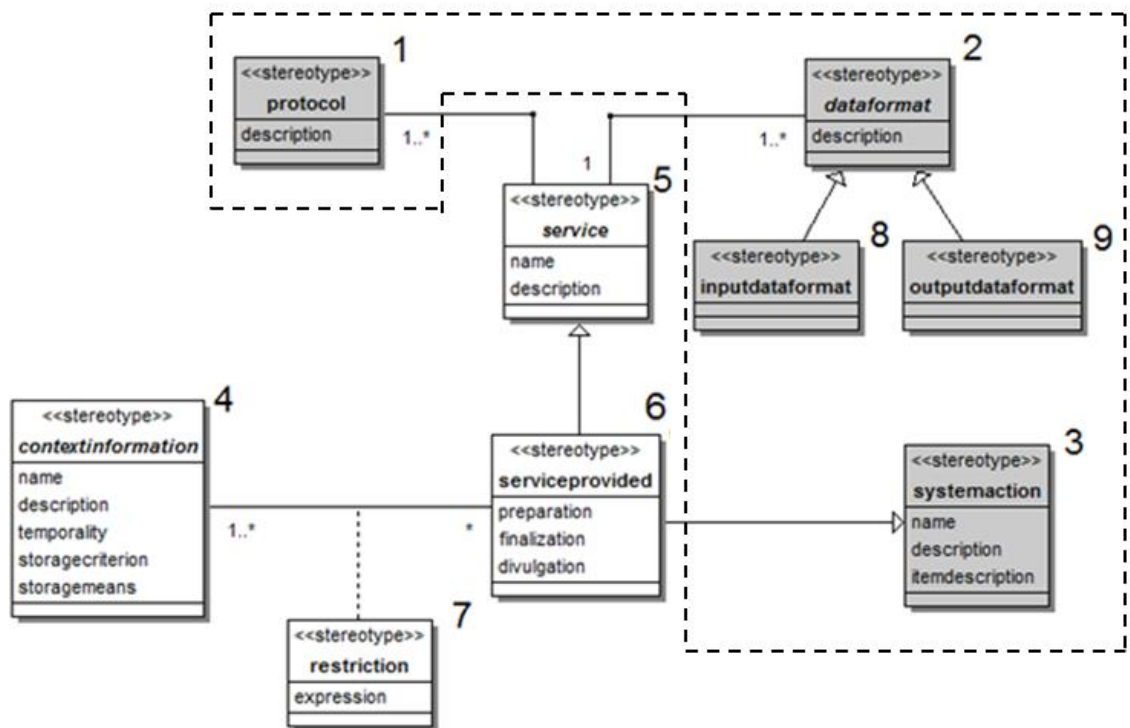 1
<<stereotype>>
protocol
description
1..*
2
<<stereotype>>
dataformat
description
1..*
1
5
<<stereotype>>
service
name
description
8
<<stereotype>>
inputdataformat
9
<<stereotype>>
outputdataformat
4
<<stereotype>>
contextinformation
name
description
temporality
storagecriterion
storagemeans
1..*
*
6
<<stereotype>>
serviceprovided
preparation
finalization
divulgation
3
<<stereotype>>
systemaction
name
description
itemdescription
7
<<stereotype>>
restriction
expression